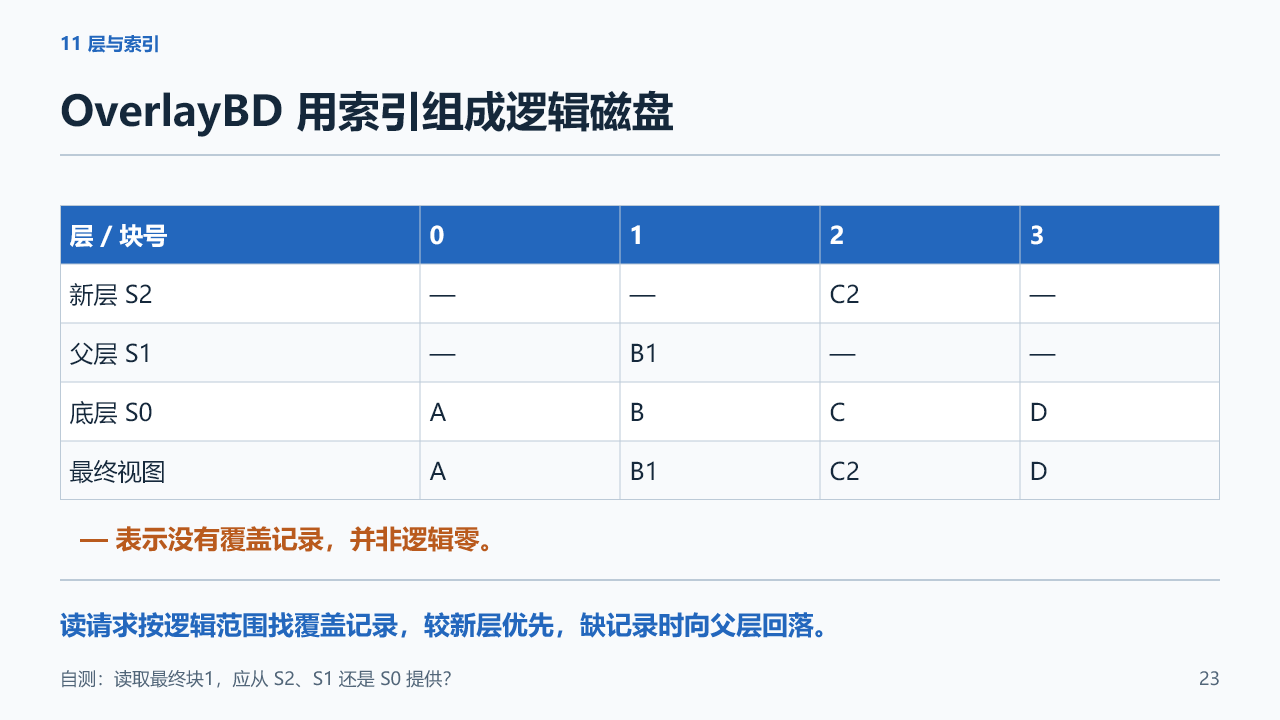 11 层与索引
OverlayBD 用索引组成逻辑磁盘
层 / 块号 0 1 2 3
新层 S2 — — C2 —
父层 S1 — B1 — —
底层 S0 A B C D
最终视图 A B1 C2 D
— 表示没有覆盖记录，并非逻辑零。
读请求按逻辑范围找覆盖记录，较新层优先，缺记录时向父层回落。
自测：读取最终块1，应从 S2、S1 还是 S0 提供？ 23